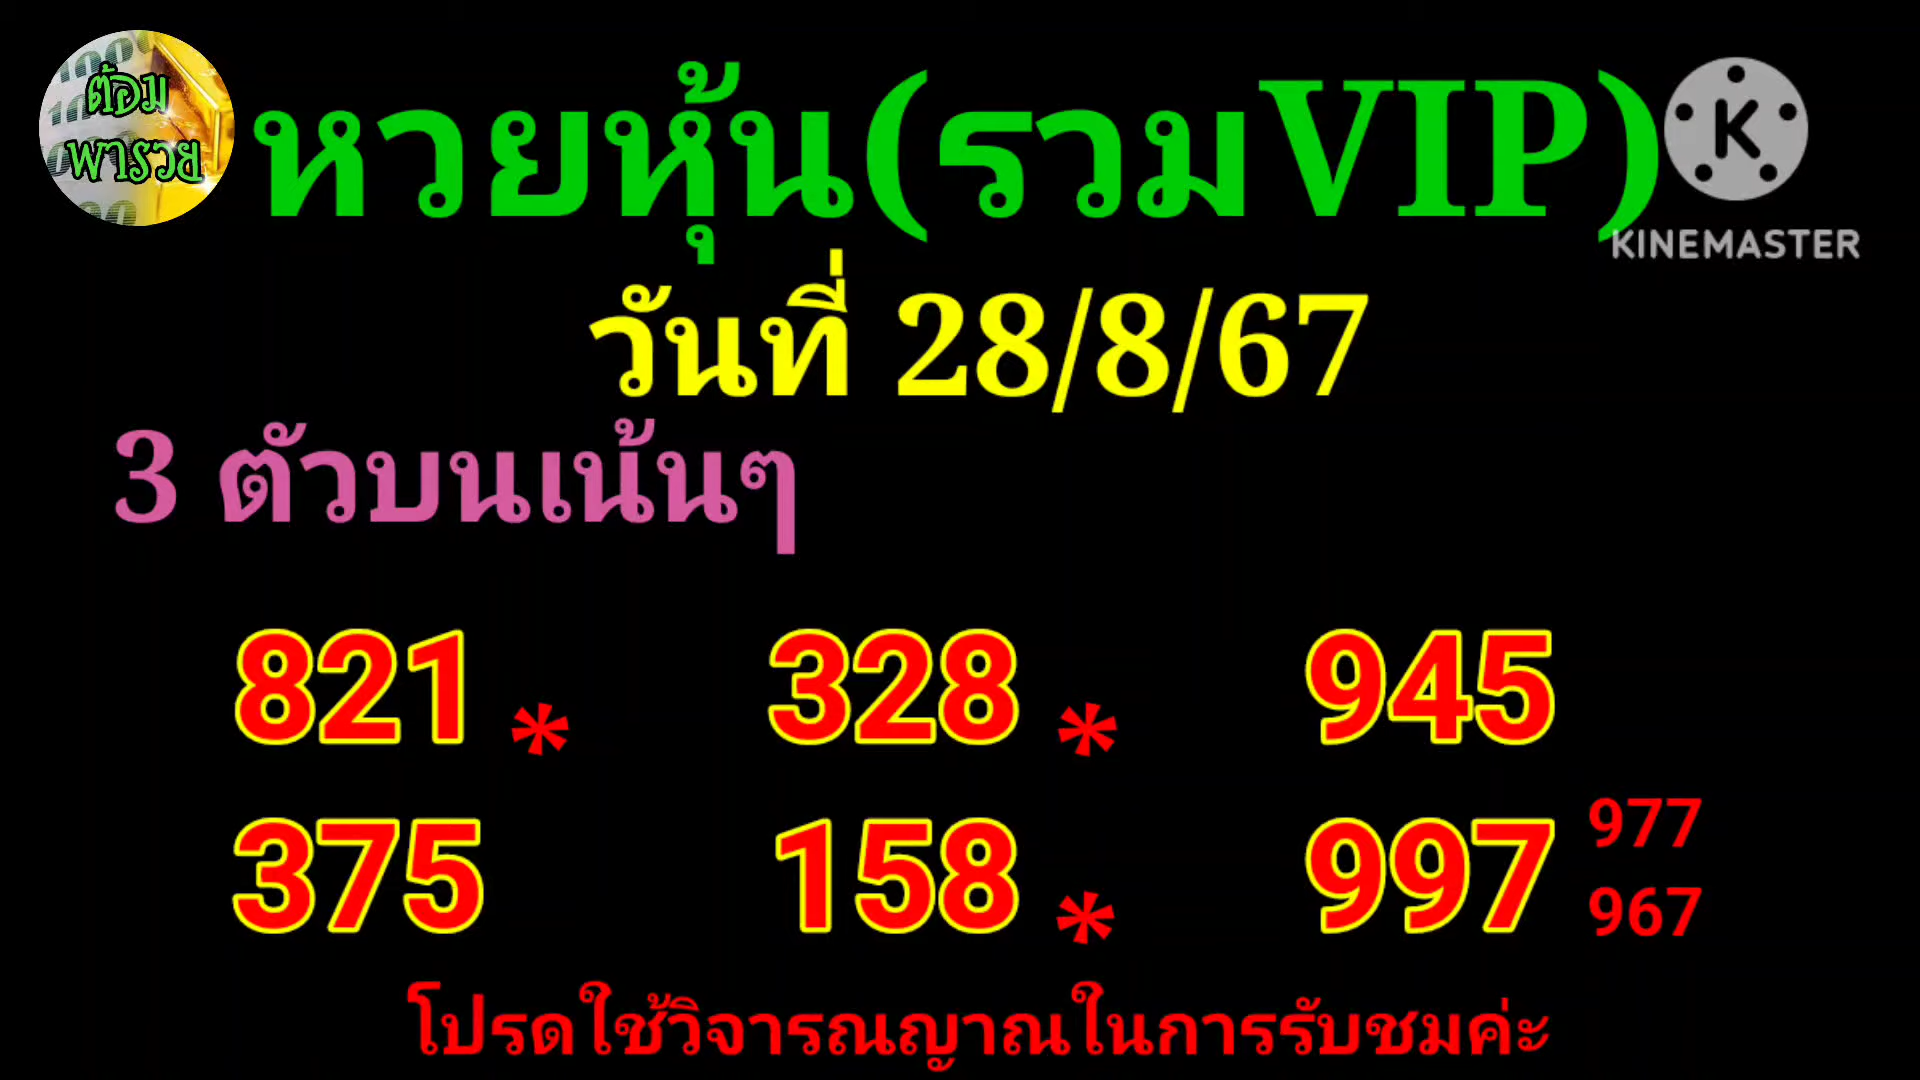 ต้อม
พารวย
หวยหุ้น(รวมVIP)
KINEMASTER
วันที่ 28/8/67
3 ตัวบนเน้นๆ
821 * 328 * 945
375 158 * 997 977
967
โปรดใช้วิจารณญาณในการรับชมค่ะ